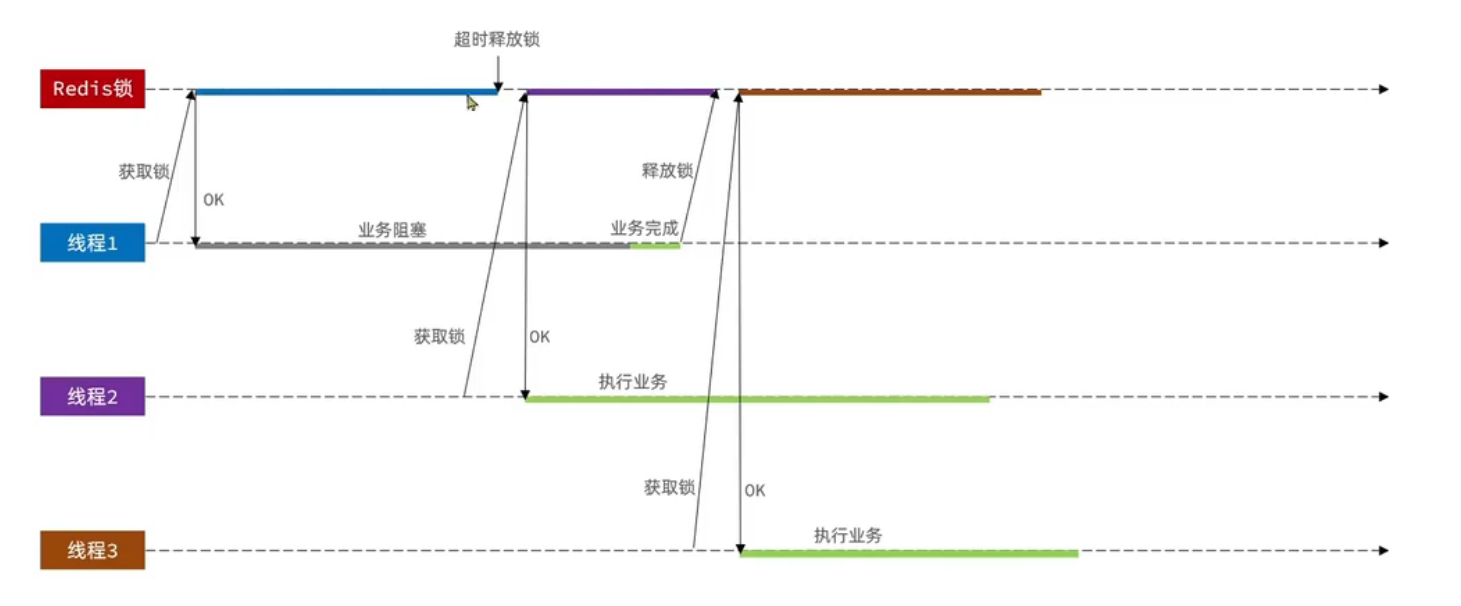 超时释放锁
Redis锁
获取锁
释放锁
OK
线程1
业务阻塞
业务完成
获取锁
OK
线程2
执行业务
获取锁
OK
线程3
执行业务